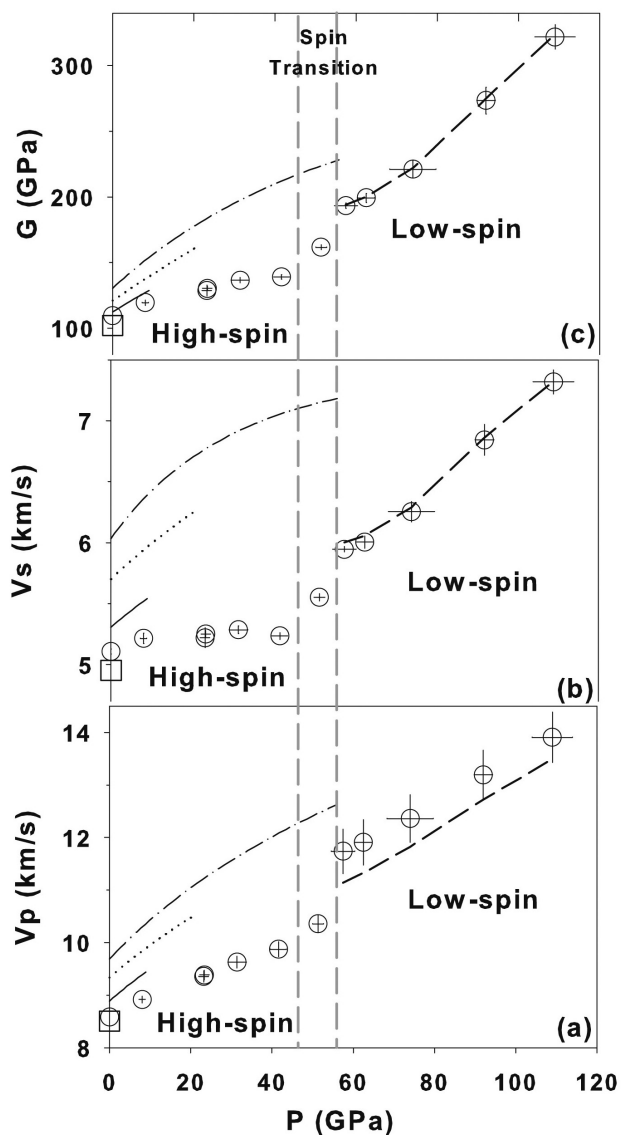 Spin
Transition
300
200
100
G (GPa)
Low-spin
High-spin
(c)
7
6
5
Vs (km/s)
Low-spin
High-spin
(b)
14
12
10
8
Vp (km/s)
Low-spin
High-spin
(a)
0 20 40 60 80 100 120
P (GPa)